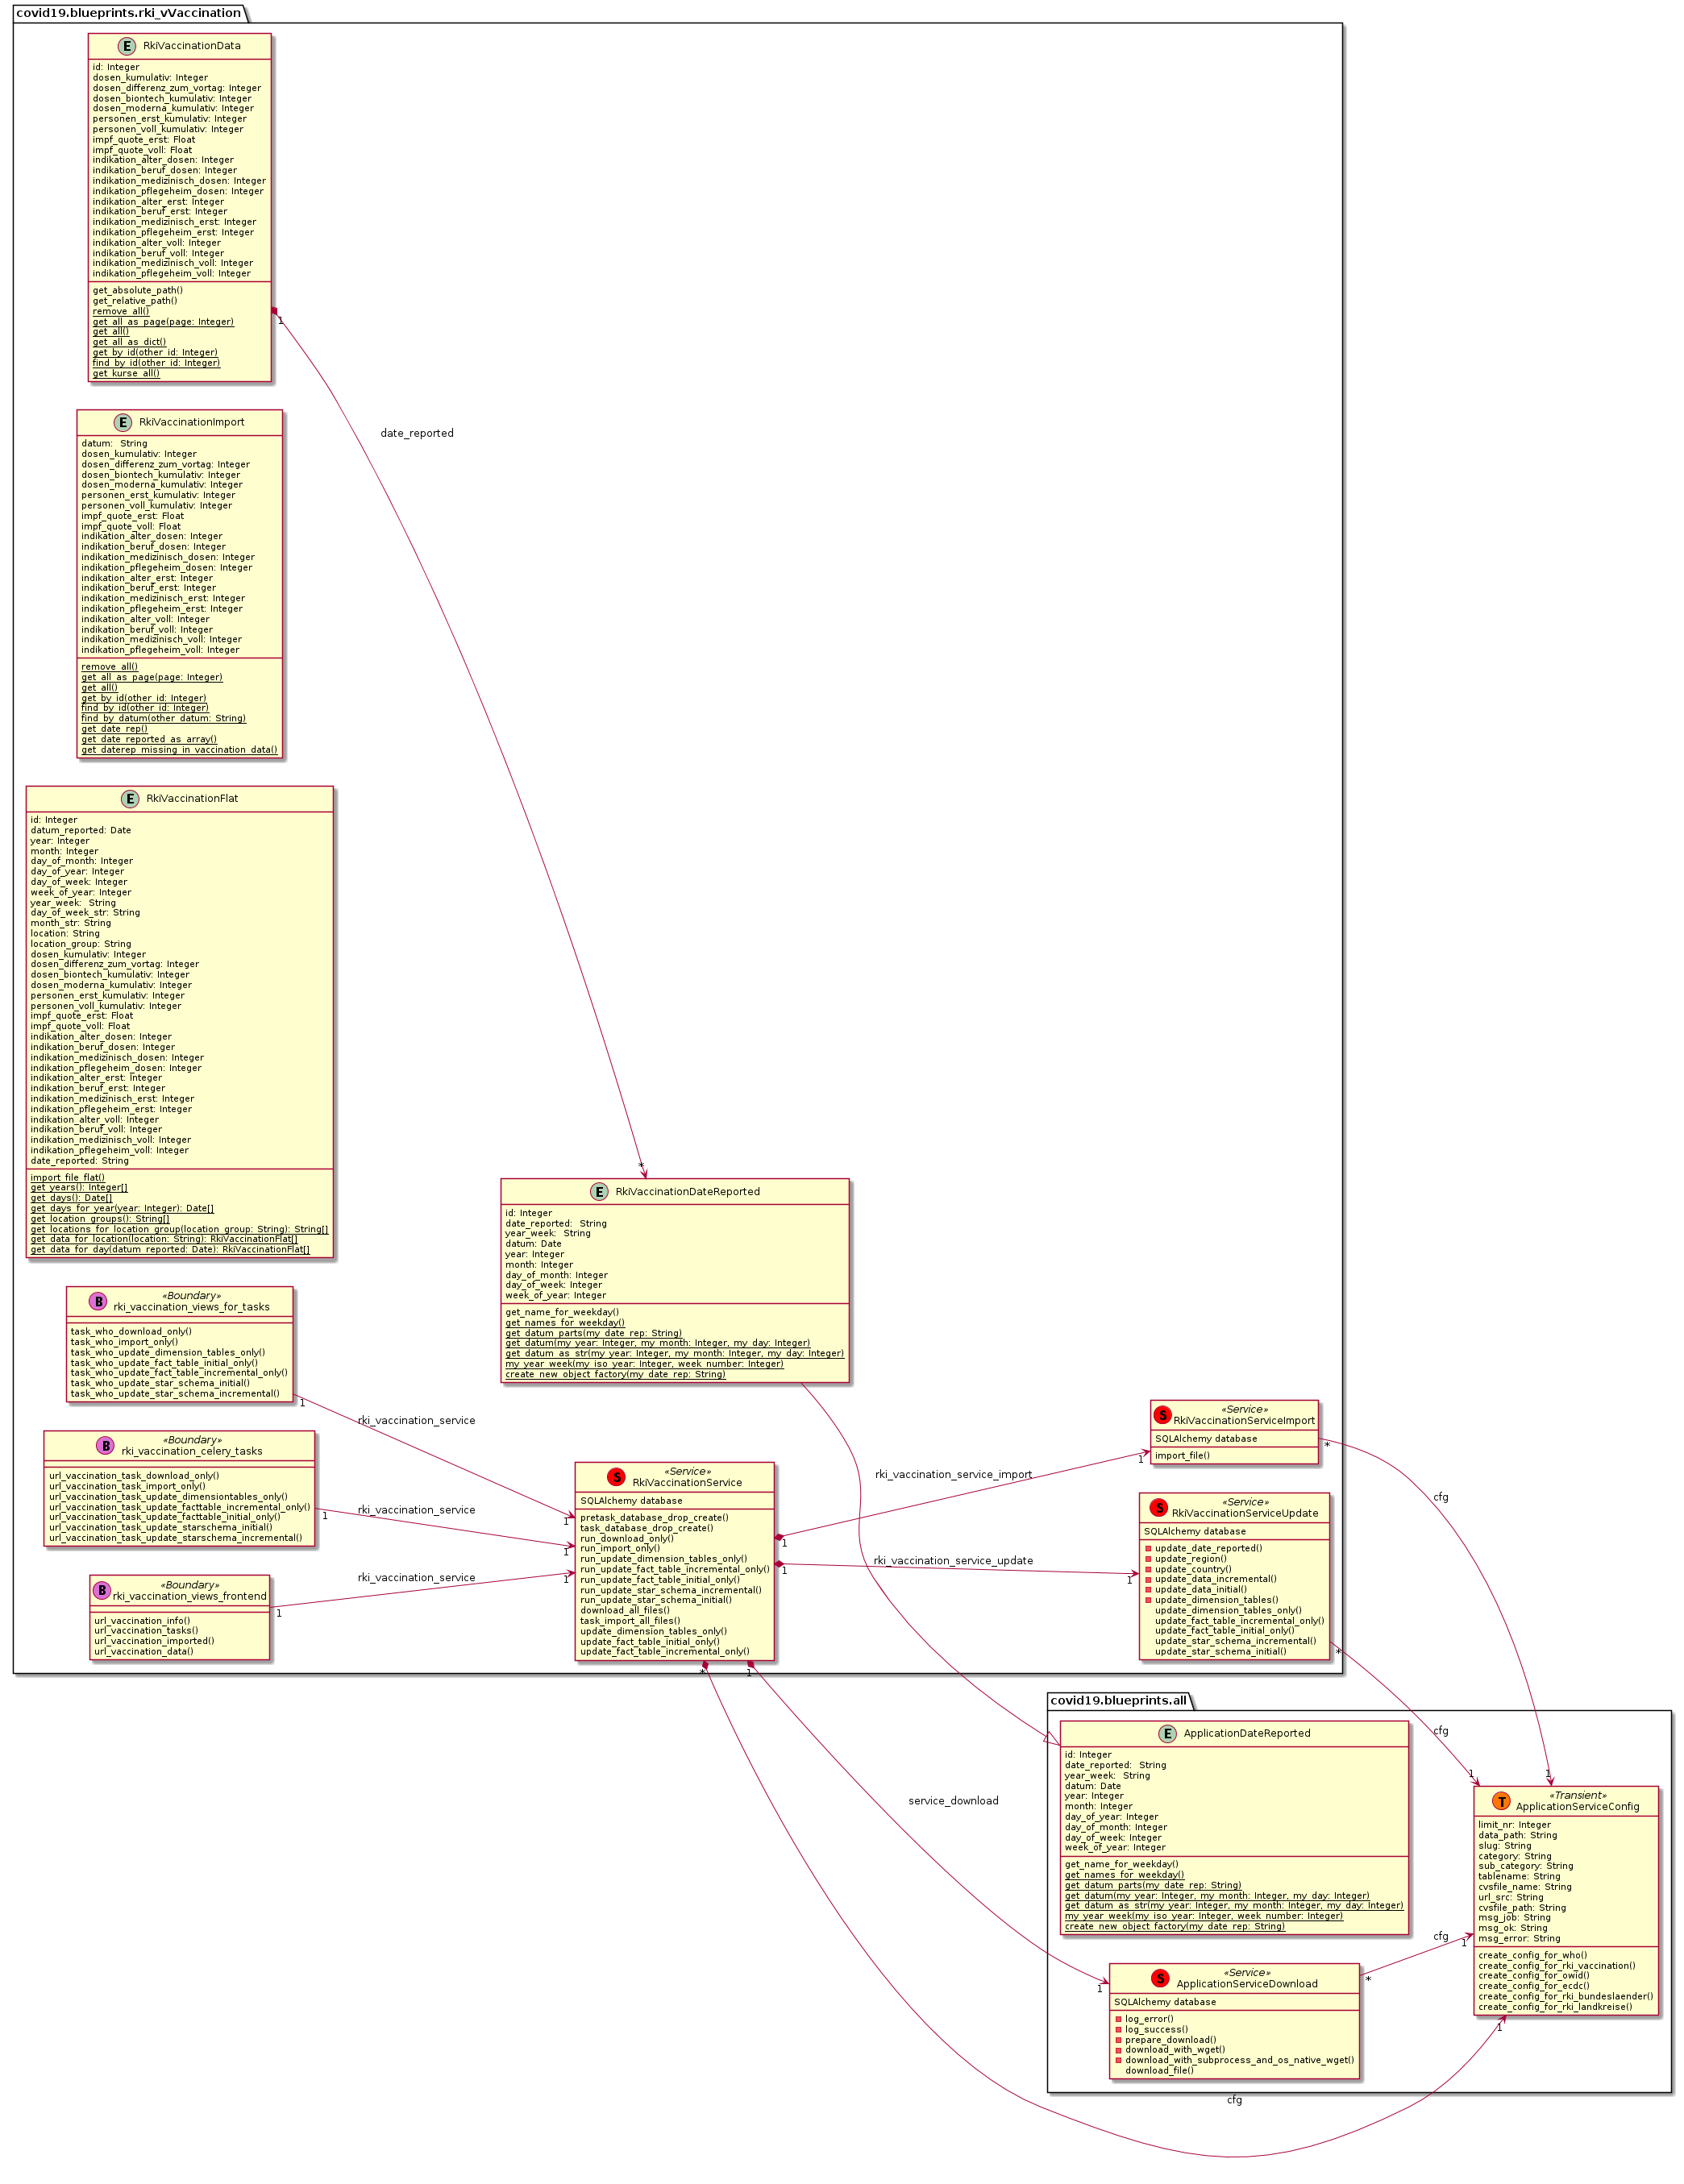 covid19.blueprints.rki_vVaccination
E RkiVaccinationData
id: Integer
dosen_kumulativ: Integer
dosen_differenz_zum_vortag: Integer
dosen_biontech_kumulativ: Integer
dosen_moderna_kumulativ: Integer
personen_erst_kumulativ: Integer
personen_voll_kumulativ: Integer
impf_quote_erst: Float
impf_quote_voll: Float
indikation_alter_dosen: Integer
indikation_beruf_dosen: Integer
indikation_medizinisch_dosen: Integer
indikation_pflegeheim_dosen: Integer
indikation_alter_erst: Integer
indikation_beruf_erst: Integer
indikation_medizinisch_erst: Integer
indikation_pflegeheim_erst: Integer
indikation_alter_voll: Integer
indikation_beruf_voll: Integer
indikation_medizinisch_voll: Integer
indikation_pflegeheim_voll: Integer
get_absolute_path()
get_relative_path()
remove_all()
get_all_as_page(page: Integer)
get_all()
get_all_as_dict()
get_by_id(other_id: Integer)
find_by_id(other_id: Integer)
get_kurse_all()
1
date_reported
*
E RkiVaccinationImport
datum:  String
dosen_kumulativ: Integer
dosen_differenz_zum_vortag: Integer
dosen_biontech_kumulativ: Integer
dosen_moderna_kumulativ: Integer
personen_erst_kumulativ: Integer
personen_voll_kumulativ: Integer
impf_quote_erst: Float
impf_quote_voll: Float
indikation_alter_dosen: Integer
indikation_beruf_dosen: Integer
indikation_medizinisch_dosen: Integer
indikation_pflegeheim_dosen: Integer
indikation_alter_erst: Integer
indikation_beruf_erst: Integer
indikation_medizinisch_erst: Integer
indikation_pflegeheim_erst: Integer
indikation_alter_voll: Integer
indikation_beruf_voll: Integer
indikation_medizinisch_voll: Integer
indikation_pflegeheim_voll: Integer
remove_all()
get_all_as_page(page: Integer)
get_all()
get_by_id(other_id: Integer)
find_by_id(other_id: Integer)
find_by_datum(other_datum: String)
get_date_rep()
get_date_reported_as_array()
get_daterep_missing_in_vaccination_data()
E RkiVaccinationFlat
id: Integer
datum_reported: Date
year: Integer
month: Integer
day_of_month: Integer
day_of_year: Integer
day_of_week: Integer
week_of_year: Integer
year_week:  String
day_of_week_str: String
month_str: String
location: String
location_group: String
dosen_kumulativ: Integer
dosen_differenz_zum_vortag: Integer
dosen_biontech_kumulativ: Integer
dosen_moderna_kumulativ: Integer
personen_erst_kumulativ: Integer
personen_voll_kumulativ: Integer
impf_quote_erst: Float
impf_quote_voll: Float
indikation_alter_dosen: Integer
indikation_beruf_dosen: Integer
indikation_medizinisch_dosen: Integer
indikation_pflegeheim_dosen: Integer
indikation_alter_erst: Integer
indikation_beruf_erst: Integer
indikation_medizinisch_erst: Integer
indikation_pflegeheim_erst: Integer
indikation_alter_voll: Integer
indikation_beruf_voll: Integer
indikation_medizinisch_voll: Integer
indikation_pflegeheim_voll: Integer
date_reported: String
import_file_flat()
get_years(): Integer[]
get_days(): Date[]
get_days_for_year(year: Integer): Date[]
get_location_groups(): String[]
get_locations_for_location_group(location_group: String): String[]
get_data_for_location(location: String): RkiVaccinationFlat[]
get_data_for_day(datum_reported: Date): RkiVaccinationFlat[]
E RkiVaccinationDateReported
id: Integer
date_reported:  String
year_week:  String
datum: Date
year: Integer
month: Integer
day_of_month: Integer
day_of_week: Integer
week_of_year: Integer
get_name_for_weekday()
get_names_for_weekday()
get_datum_parts(my_date_rep: String)
get_datum(my_year: Integer, my_month: Integer, my_day: Integer)
get_datum_as_str(my_year: Integer, my_month: Integer, my_day: Integer)
my_year_week(my_iso_year: Integer, week_number: Integer)
create_new_object_factory(my_date_rep: String)
B «Boundary»
rki_vaccination_views_for_tasks
task_who_download_only()
task_who_import_only()
task_who_update_dimension_tables_only()
task_who_update_fact_table_initial_only()
task_who_update_fact_table_incremental_only()
task_who_update_star_schema_initial()
task_who_update_star_schema_incremental()
1
rki_vaccination_service
1
B «Boundary»
rki_vaccination_celery_tasks
url_vaccination_task_download_only()
url_vaccination_task_import_only()
url_vaccination_task_update_dimensiontables_only()
url_vaccination_task_update_facttable_incremental_only()
url_vaccination_task_update_facttable_initial_only()
url_vaccination_task_update_starschema_initial()
url_vaccination_task_update_starschema_incremental()
1
rki_vaccination_service
1
B «Boundary»
rki_vaccination_views_frontend
url_vaccination_info()
url_vaccination_tasks()
url_vaccination_imported()
url_vaccination_data()
1
rki_vaccination_service
1
S «Service»
RkiVaccinationService
SQLAlchemy database
pretask_database_drop_create()
task_database_drop_create()
run_download_only()
run_import_only()
run_update_dimension_tables_only()
run_update_fact_table_incremental_only()
run_update_fact_table_initial_only()
run_update_star_schema_incremental()
run_update_star_schema_initial()
download_all_files()
task_import_all_files()
update_dimension_tables_only()
update_fact_table_initial_only()
update_fact_table_incremental_only()
1
rki_vaccination_service_import
1
1
rki_vaccination_service_update
1
S «Service»
RkiVaccinationServiceImport
SQLAlchemy database
import_file()
*
cfg
1
S «Service»
RkiVaccinationServiceUpdate
SQLAlchemy database
update_date_reported()
update_region()
update_country()
update_data_incremental()
update_data_initial()
update_dimension_tables()
update_dimension_tables_only()
update_fact_table_incremental_only()
update_fact_table_initial_only()
update_star_schema_incremental()
update_star_schema_initial()
*
cfg
1
*
1
service_download
1
covid19.blueprints.all
E ApplicationDateReported
id: Integer
date_reported:  String
year_week:  String
datum: Date
year: Integer
month: Integer
day_of_year: Integer
day_of_month: Integer
day_of_week: Integer
week_of_year: Integer
get_name_for_weekday()
get_names_for_weekday()
get_datum_parts(my_date_rep: String)
get_datum(my_year: Integer, my_month: Integer, my_day: Integer)
get_datum_as_str(my_year: Integer, my_month: Integer, my_day: Integer)
my_year_week(my_iso_year: Integer, week_number: Integer)
create_new_object_factory(my_date_rep: String)
T «Transient»
ApplicationServiceConfig
limit_nr: Integer
data_path: String
slug: String
category: String
sub_category: String
tablename: String
cvsfile_name: String
url_src: String
cvsfile_path: String
msg_job: String
msg_ok: String
msg_error: String
create_config_for_who()
create_config_for_rki_vaccination()
create_config_for_owid()
create_config_for_ecdc()
create_config_for_rki_bundeslaender()
create_config_for_rki_landkreise()
S «Service»
ApplicationServiceDownload
SQLAlchemy database
log_error()
log_success()
prepare_download()
download_with_wget()
download_with_subprocess_and_os_native_wget()
download_file()
*
cfg
1
1
cfg